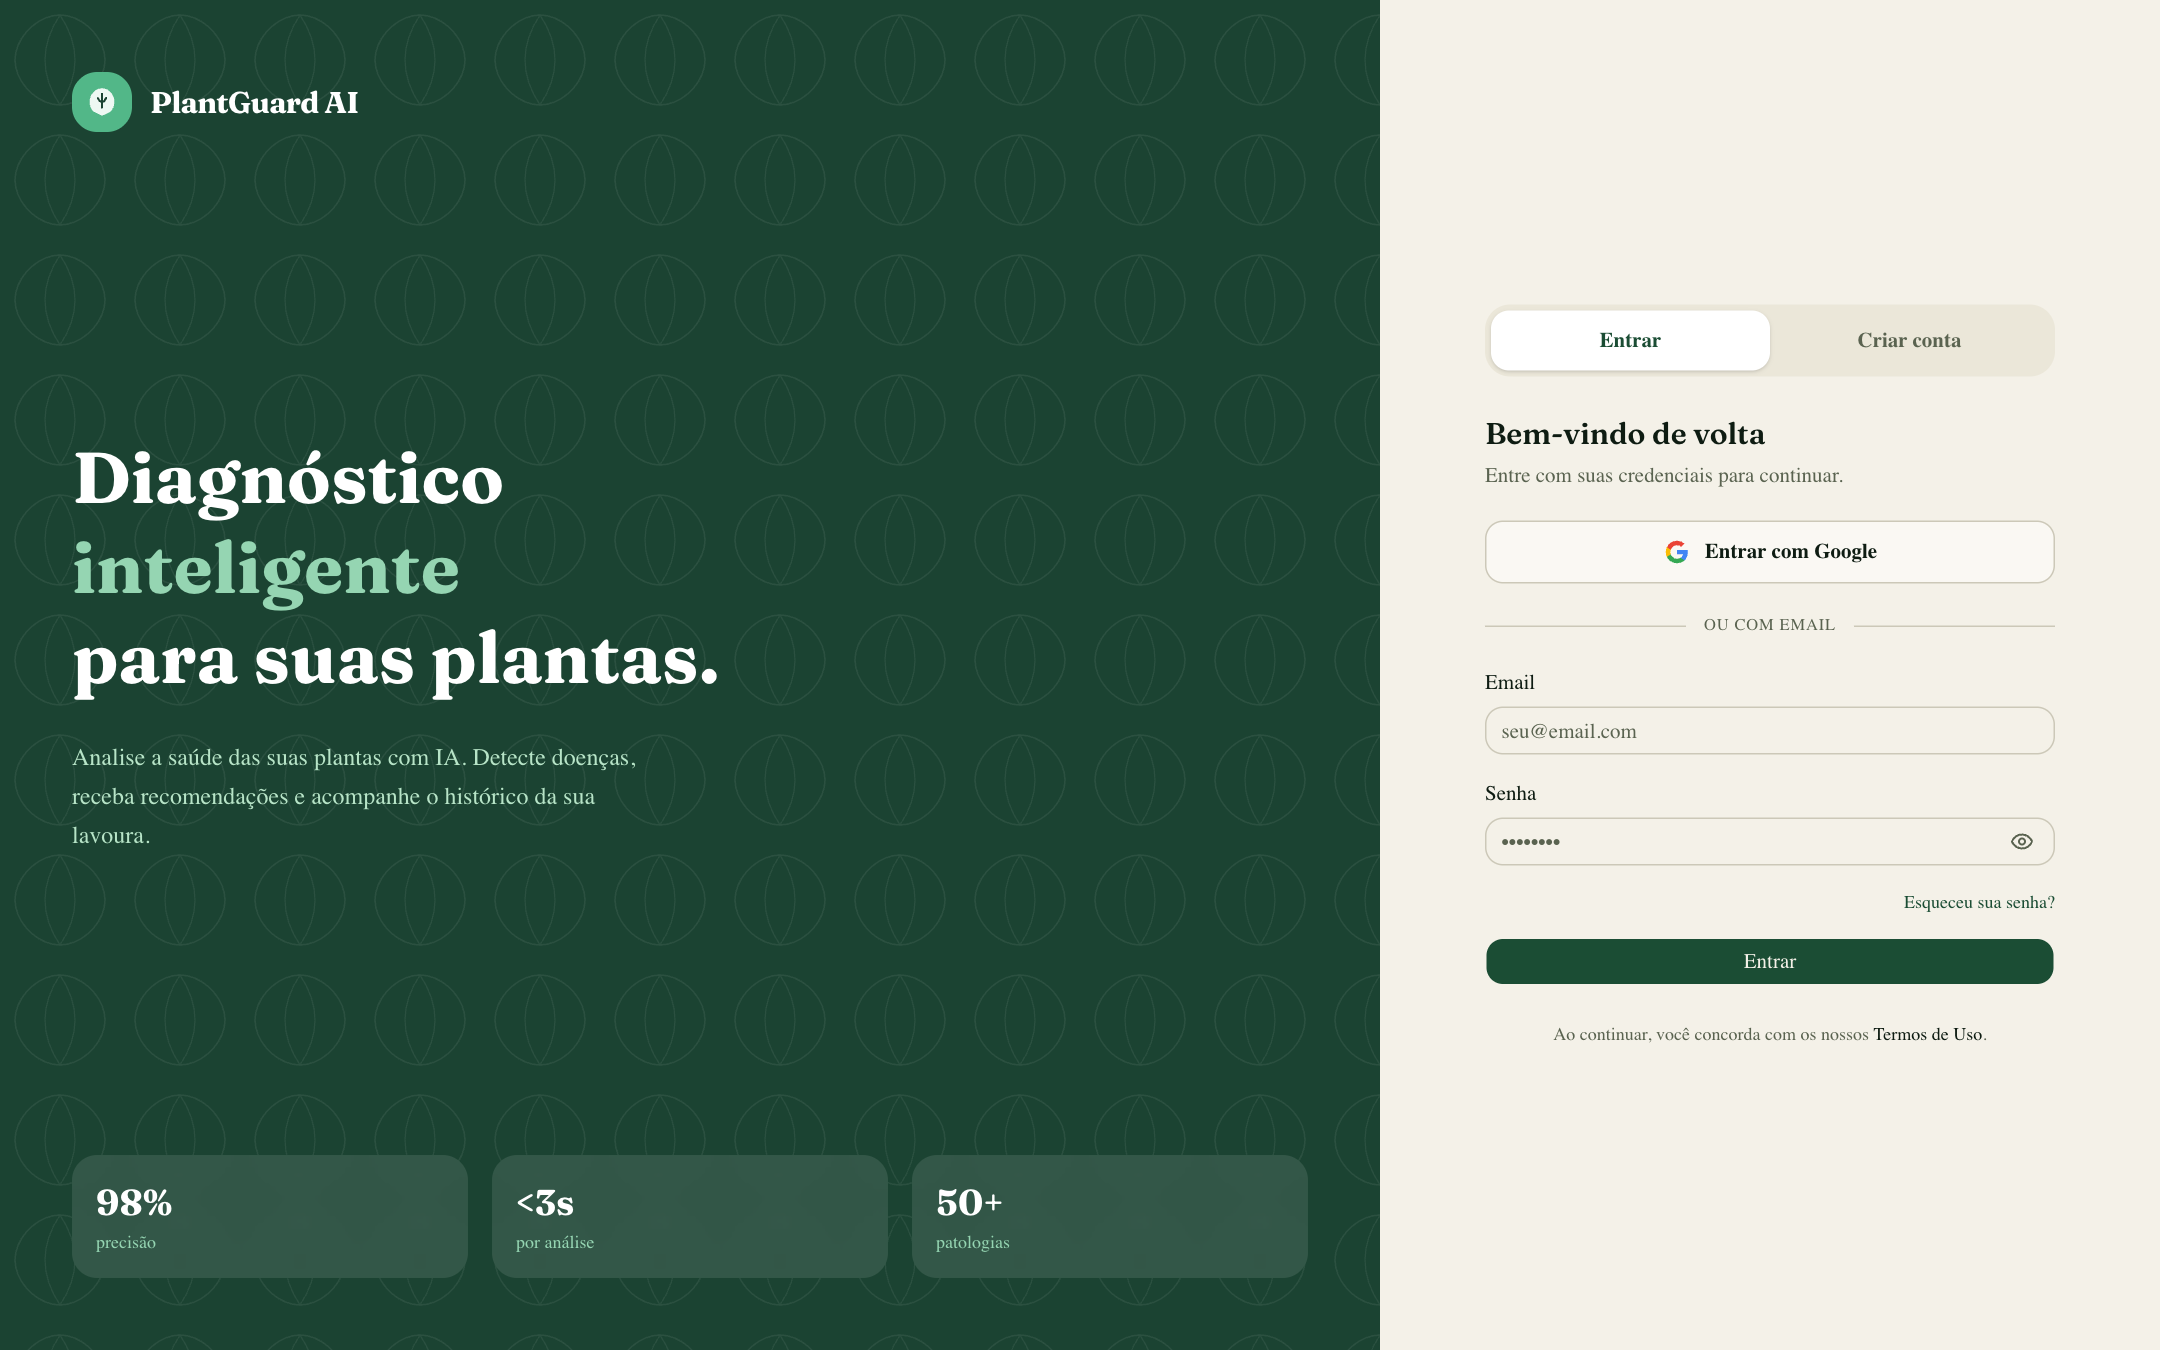 PlantGuard AI
Diagnóstico
inteligente
para suas plantas.
Analise a saúde das suas plantas com IA. Detecte doenças,
receba recomendações e acompanhe o histórico da sua
lavoura.
98%
precisão
<3s
por análise
50+
patologias
Entrar
Criar conta
Bem-vindo de volta
Entre com suas credenciais para continuar.
Entrar com Google
OU COM EMAIL
Email
seu@email.com
Senha
••••••••
Esqueceu sua senha?
Entrar
Ao continuar, você concorda com os nossos Termos de Uso.